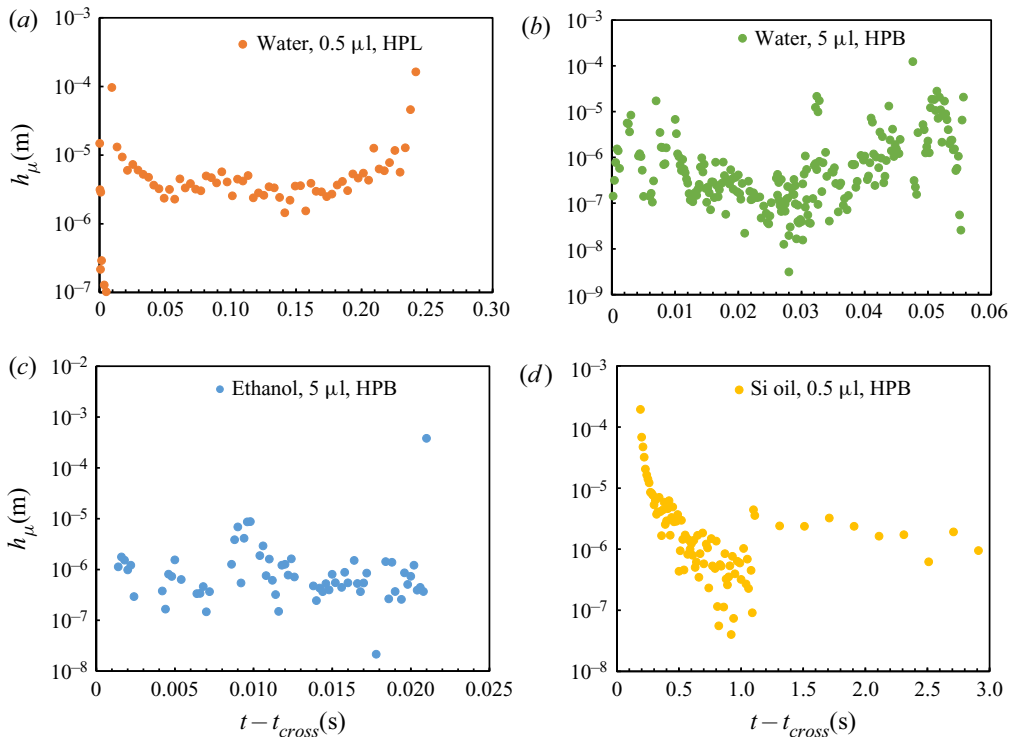 (a)
Water, 0.5 μl, HPL
h_μ(m)
10⁻³
10⁻⁴
10⁻⁵
10⁻⁶
10⁻⁷
0 0.05 0.10 0.15 0.20 0.25 0.30
(b)
Water, 5 μl, HPB
10⁻³
10⁻⁴
10⁻⁵
10⁻⁶
10⁻⁷
10⁻⁸
10⁻⁹
0 0.01 0.02 0.03 0.04 0.05 0.06
(c)
Ethanol, 5 μl, HPB
h_μ(m)
10⁻²
10⁻³
10⁻⁴
10⁻⁵
10⁻⁶
10⁻⁷
10⁻⁸
0 0.005 0.010 0.015 0.020 0.025
t – t_cross(s)
(d)
Si oil, 0.5 μl, HPB
10⁻³
10⁻⁴
10⁻⁵
10⁻⁶
10⁻⁷
10⁻⁸
0 0.5 1.0 1.5 2.0 2.5 3.0
t – t_cross(s)